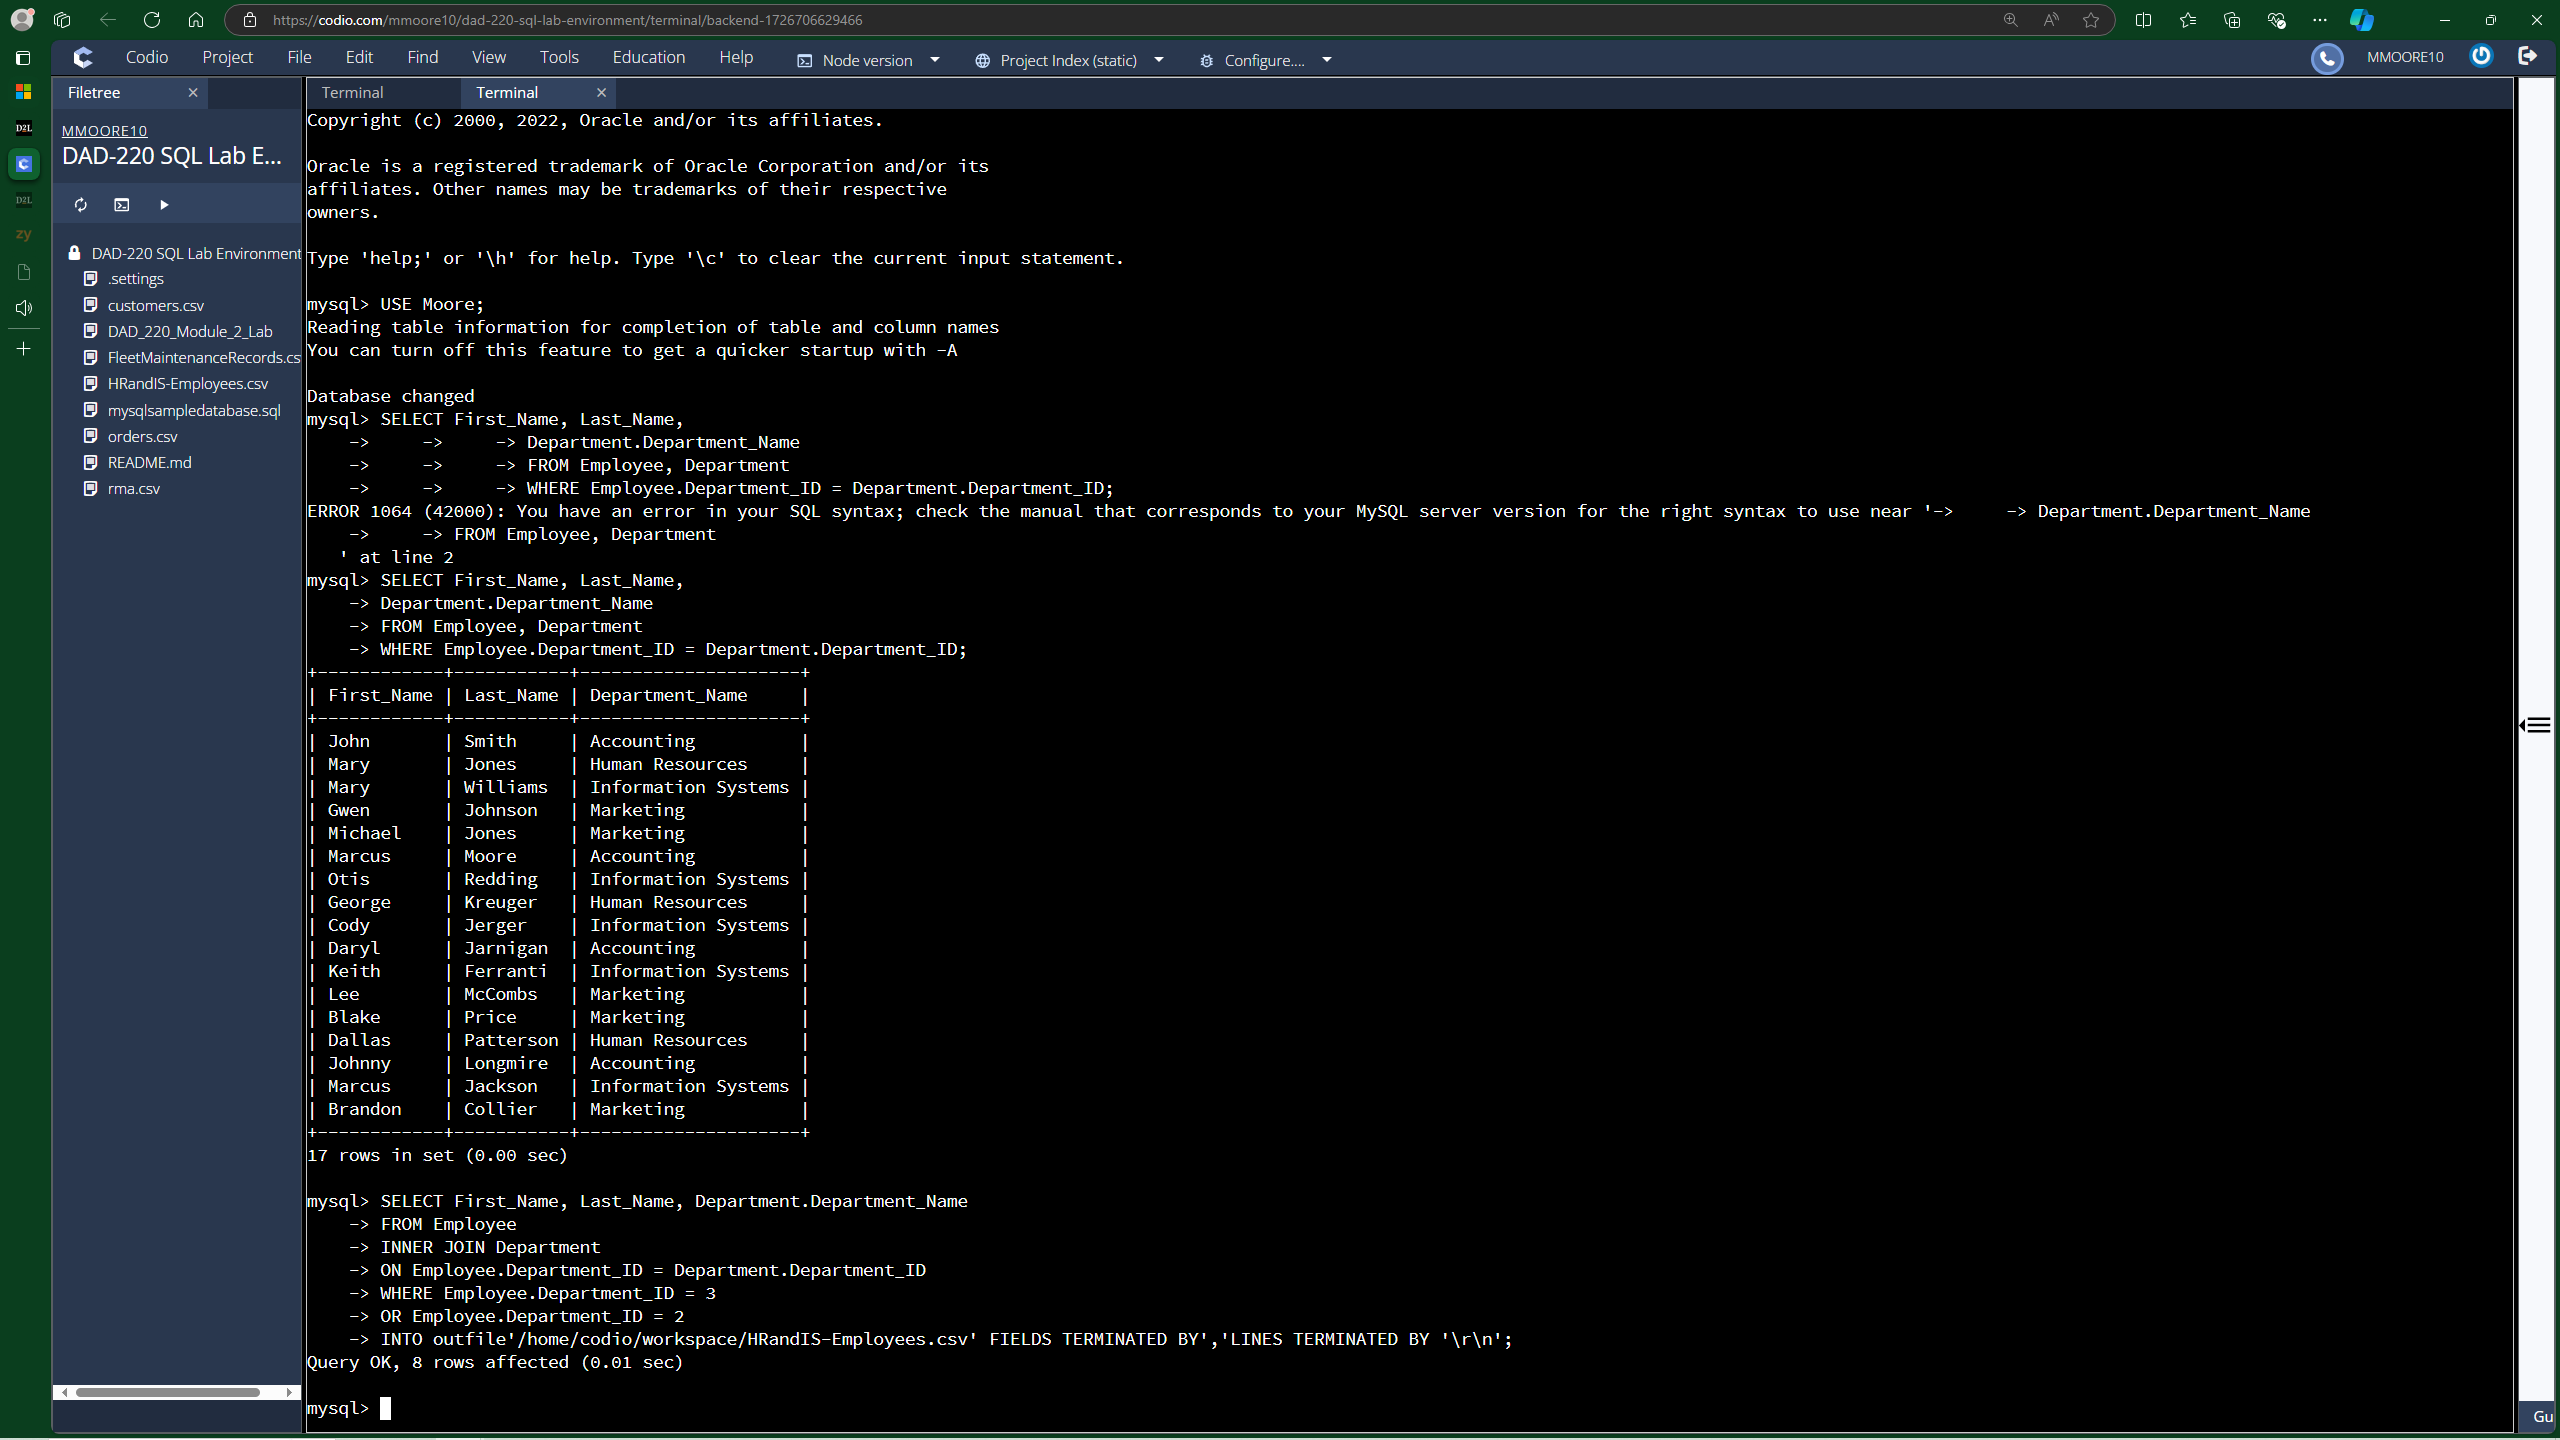 https://codio.com/mmoore10/dad-220-sql-lab-environment/terminal/backend-1726706629466
Codio Project File Edit Find View Tools Education Help Node version Project Index (static) Configure.... MMOORE10
Filetree
Terminal
Terminal
MMOORE10
DAD-220 SQL Lab E...
DAD-220 SQL Lab Environment
.settings
customers.csv
DAD_220_Module_2_Lab
FleetMaintenanceRecords.cs
HRandIS-Employees.csv
mysqlsampledatabase.sql
orders.csv
README.md
rma.csv
D2L
D2L
zy
Copyright (c) 2000, 2022, Oracle and/or its affiliates.
Oracle is a registered trademark of Oracle Corporation and/or its
affiliates. Other names may be trademarks of their respective
owners.
Type 'help;' or '\h' for help. Type '\c' to clear the current input statement.
mysql> USE Moore;
Reading table information for completion of table and column names
You can turn off this feature to get a quicker startup with -A
Database changed
mysql> SELECT First_Name, Last_Name,
    ->     ->     -> Department.Department_Name
    ->     ->     -> FROM Employee, Department
    ->     ->     -> WHERE Employee.Department_ID = Department.Department_ID;
ERROR 1064 (42000): You have an error in your SQL syntax; check the manual that corresponds to your MySQL server version for the right syntax to use near '->     -> Department.Department_Name
    ->     -> FROM Employee, Department
   ' at line 2
mysql> SELECT First_Name, Last_Name,
    -> Department.Department_Name
    -> FROM Employee, Department
    -> WHERE Employee.Department_ID = Department.Department_ID;
+------------+-----------+---------------------+
| First_Name | Last_Name | Department_Name     |
+------------+-----------+---------------------+
| John       | Smith     | Accounting          |
| Mary       | Jones     | Human Resources     |
| Mary       | Williams  | Information Systems |
| Gwen       | Johnson   | Marketing           |
| Michael    | Jones     | Marketing           |
| Marcus     | Moore     | Accounting          |
| Otis       | Redding   | Information Systems |
| George     | Kreuger   | Human Resources     |
| Cody       | Jerger    | Information Systems |
| Daryl      | Jarnigan  | Accounting          |
| Keith      | Ferranti  | Information Systems |
| Lee        | McCombs   | Marketing           |
| Blake      | Price     | Marketing           |
| Dallas     | Patterson | Human Resources     |
| Johnny     | Longmire  | Accounting          |
| Marcus     | Jackson   | Information Systems |
| Brandon    | Collier   | Marketing           |
+------------+-----------+---------------------+
17 rows in set (0.00 sec)
mysql> SELECT First_Name, Last_Name, Department.Department_Name
    -> FROM Employee
    -> INNER JOIN Department
    -> ON Employee.Department_ID = Department.Department_ID
    -> WHERE Employee.Department_ID = 3
    -> OR Employee.Department_ID = 2
    -> INTO outfile'/home/codio/workspace/HRandIS-Employees.csv' FIELDS TERMINATED BY','LINES TERMINATED BY '\r\n';
Query OK, 8 rows affected (0.01 sec)
mysql>
Gu